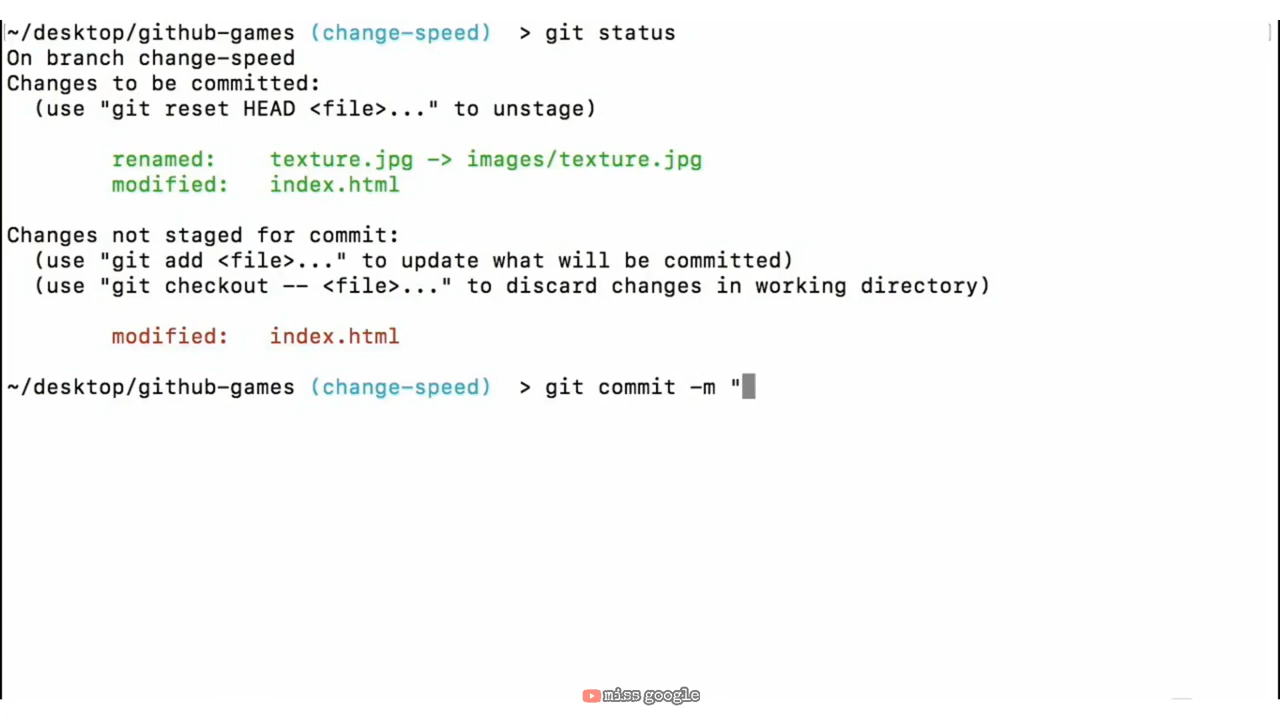 ~/desktop/github-games (change-speed)  > git status
On branch change-speed
Changes to be committed:
  (use "git reset HEAD <file>..." to unstage)
renamed:    texture.jpg -> images/texture.jpg
modified:   index.html
Changes not staged for commit:
  (use "git add <file>..." to update what will be committed)
  (use "git checkout -- <file>..." to discard changes in working directory)
modified:   index.html
~/desktop/github-games (change-speed)  > git commit -m "
miss google